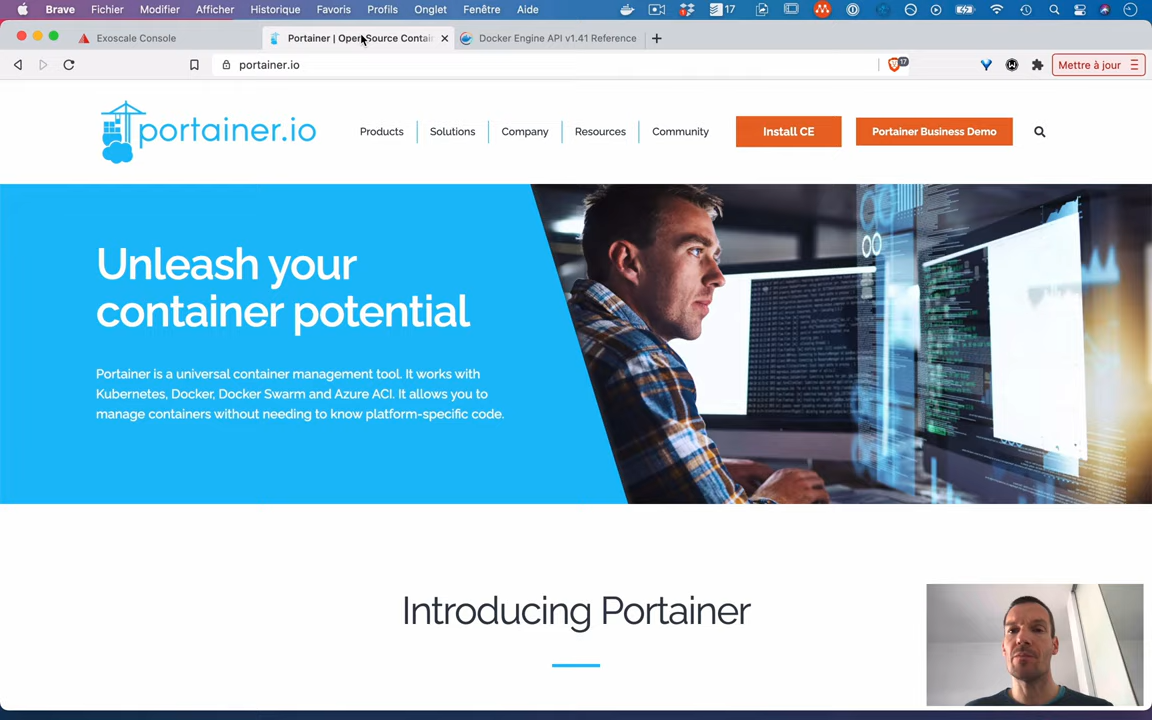 Brave Fichier Modifier Afficher Historique Favoris Profils Onglet Fenêtre Aide 17
Exoscale Console
Portainer | Open Source Contai
Docker Engine API v1.41 Reference
portainer.io
17
Mettre à jour
portainer.io
Products
Solutions
Company
Resources
Community
Install CE
Portainer Business Demo
Unleash your
container potential
Portainer is a universal container management tool. It works with
Kubernetes, Docker, Docker Swarm and Azure ACI. It allows you to
manage containers without needing to know platform-specific code.
Introducing Portainer